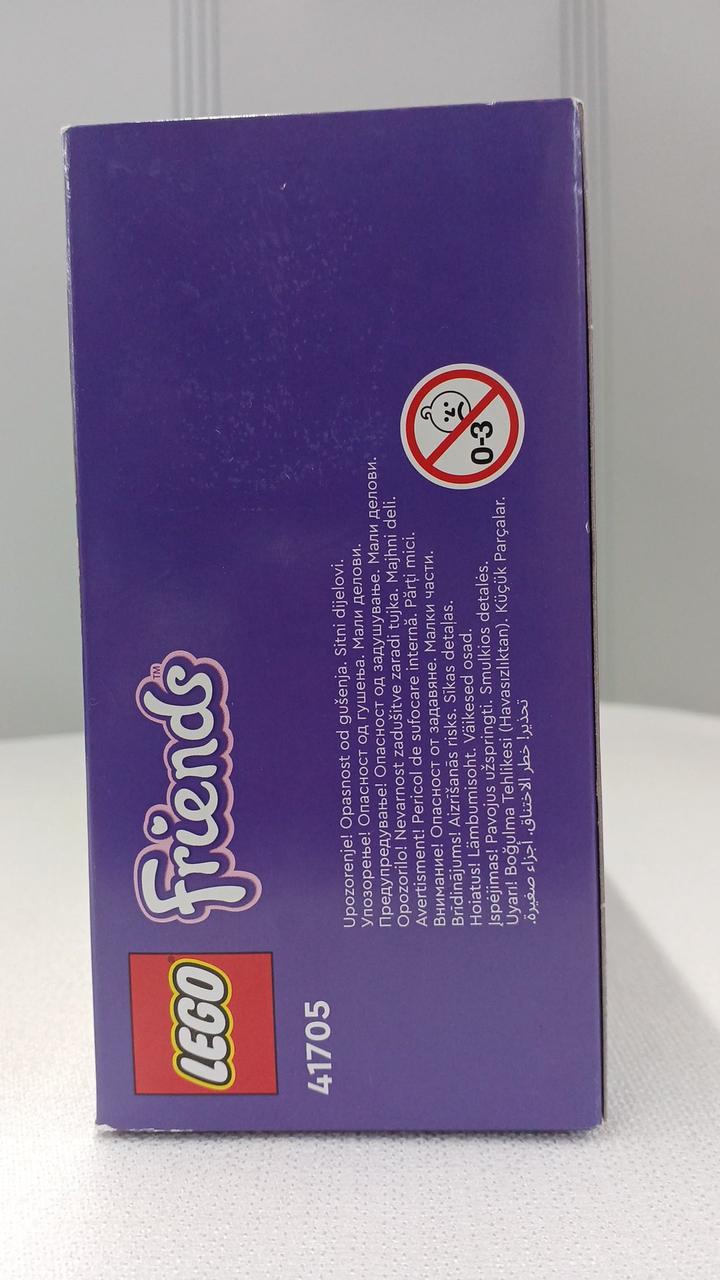 LEGO®
Friends™
41705
Upozorenje! Opasnost od gušenja. Sitni dijelovi.
Упозорење! Опасност од гушења. Мали делови.
Предупредување! Опасност од задушување. Мали делови.
Opozorilo! Nevarnost zadušitve zaradi tujka. Majhni deli.
Avertisment! Pericol de sufocare internă. Părți mici.
Внимание! Опасност от задавяне. Малки части.
Brīdinājums! Aizrīšanās risks. Sīkas detaļas.
Hoiatus! Lämbumisoht. Väikesed osad.
Įspėjimas! Pavojus užspringti. Smulkios detalės.
Uyarı! Boğulma Tehlikesi (Havasızlıktan). Küçük Parçalar.
تحذير! خطر الاختناق. أجزاء صغيرة.
0-3